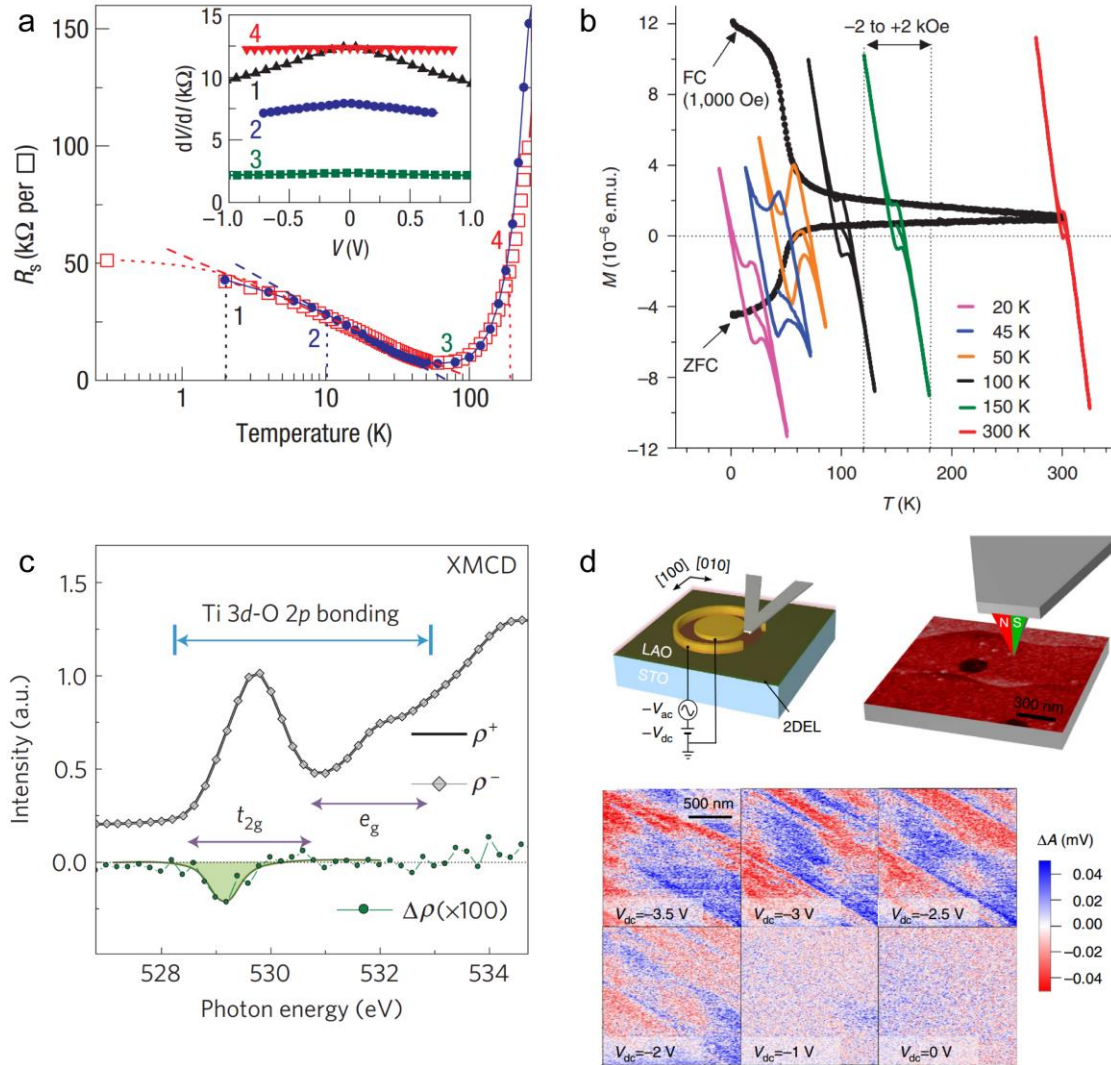 a
150
100
50
0
Rs (kΩ per □)
1
10
100
Temperature (K)
1
2
3
4
15
10
5
0
dV/dI (kΩ)
4
1
2
3
−1.0
−0.5
0
0.5
1.0
V (V)
b
12
8
4
0
−4
−8
−12
M (10⁻⁶ e.m.u.)
−2 to +2 kOe
FC
(1,000 Oe)
ZFC
20 K
45 K
50 K
100 K
150 K
300 K
0
100
200
300
T (K)
c
XMCD
Ti 3d-O 2p bonding
1.5
1.0
0.5
0.0
Intensity (a.u.)
ρ⁺
ρ⁻
t2g
eg
Δρ(×100)
528
530
532
534
Photon energy (eV)
d
[100] [010]
LAO
STO
2DEL
−Vac
−Vdc
N S
300 nm
500 nm
Vdc=−3.5 V
Vdc=−3 V
Vdc=−2.5 V
Vdc=−2 V
Vdc=−1 V
Vdc=0 V
ΔA (mV)
0.04
0.02
0
−0.02
−0.04